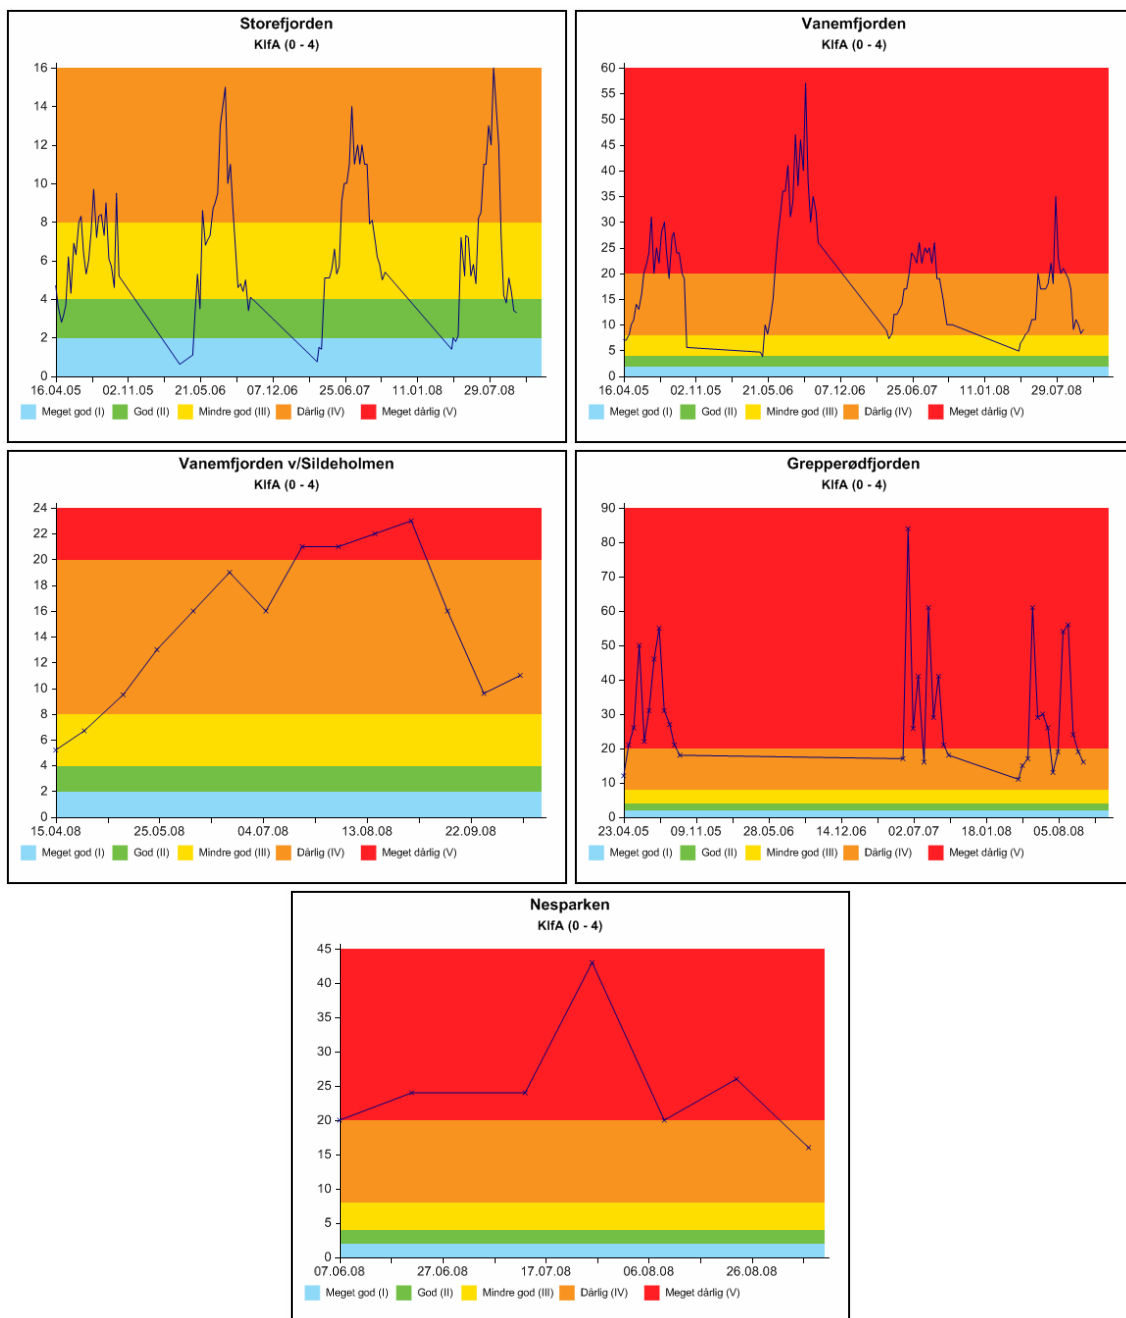 Storefjorden
KlfA (0 - 4)
16
14
12
10
8
6
4
2
0
16.04.05 02.11.05 21.05.06 07.12.06 25.06.07 11.01.08 29.07.08
Meget god (I) God (II) Mindre god (III) Dårlig (IV) Meget dårlig (V)
Vanemfjorden
KlfA (0 - 4)
60
55
50
45
40
35
30
25
20
15
10
5
0
16.04.05 02.11.05 21.05.06 07.12.06 25.06.07 11.01.08 29.07.08
Meget god (I) God (II) Mindre god (III) Dårlig (IV) Meget dårlig (V)
Vanemfjorden v/Sildeholmen
KlfA (0 - 4)
24
22
20
18
16
14
12
10
8
6
4
2
0
15.04.08 25.05.08 04.07.08 13.08.08 22.09.08
Meget god (I) God (II) Mindre god (III) Dårlig (IV) Meget dårlig (V)
Grepperødfjorden
KlfA (0 - 4)
90
80
70
60
50
40
30
20
10
0
23.04.05 09.11.05 28.05.06 14.12.06 02.07.07 18.01.08 05.08.08
Meget god (I) God (II) Mindre god (III) Dårlig (IV) Meget dårlig (V)
Nesparken
KlfA (0 - 4)
45
40
35
30
25
20
15
10
5
0
07.06.08 27.06.08 17.07.08 06.08.08 26.08.08
Meget god (I) God (II) Mindre god (III) Dårlig (IV) Meget dårlig (V)